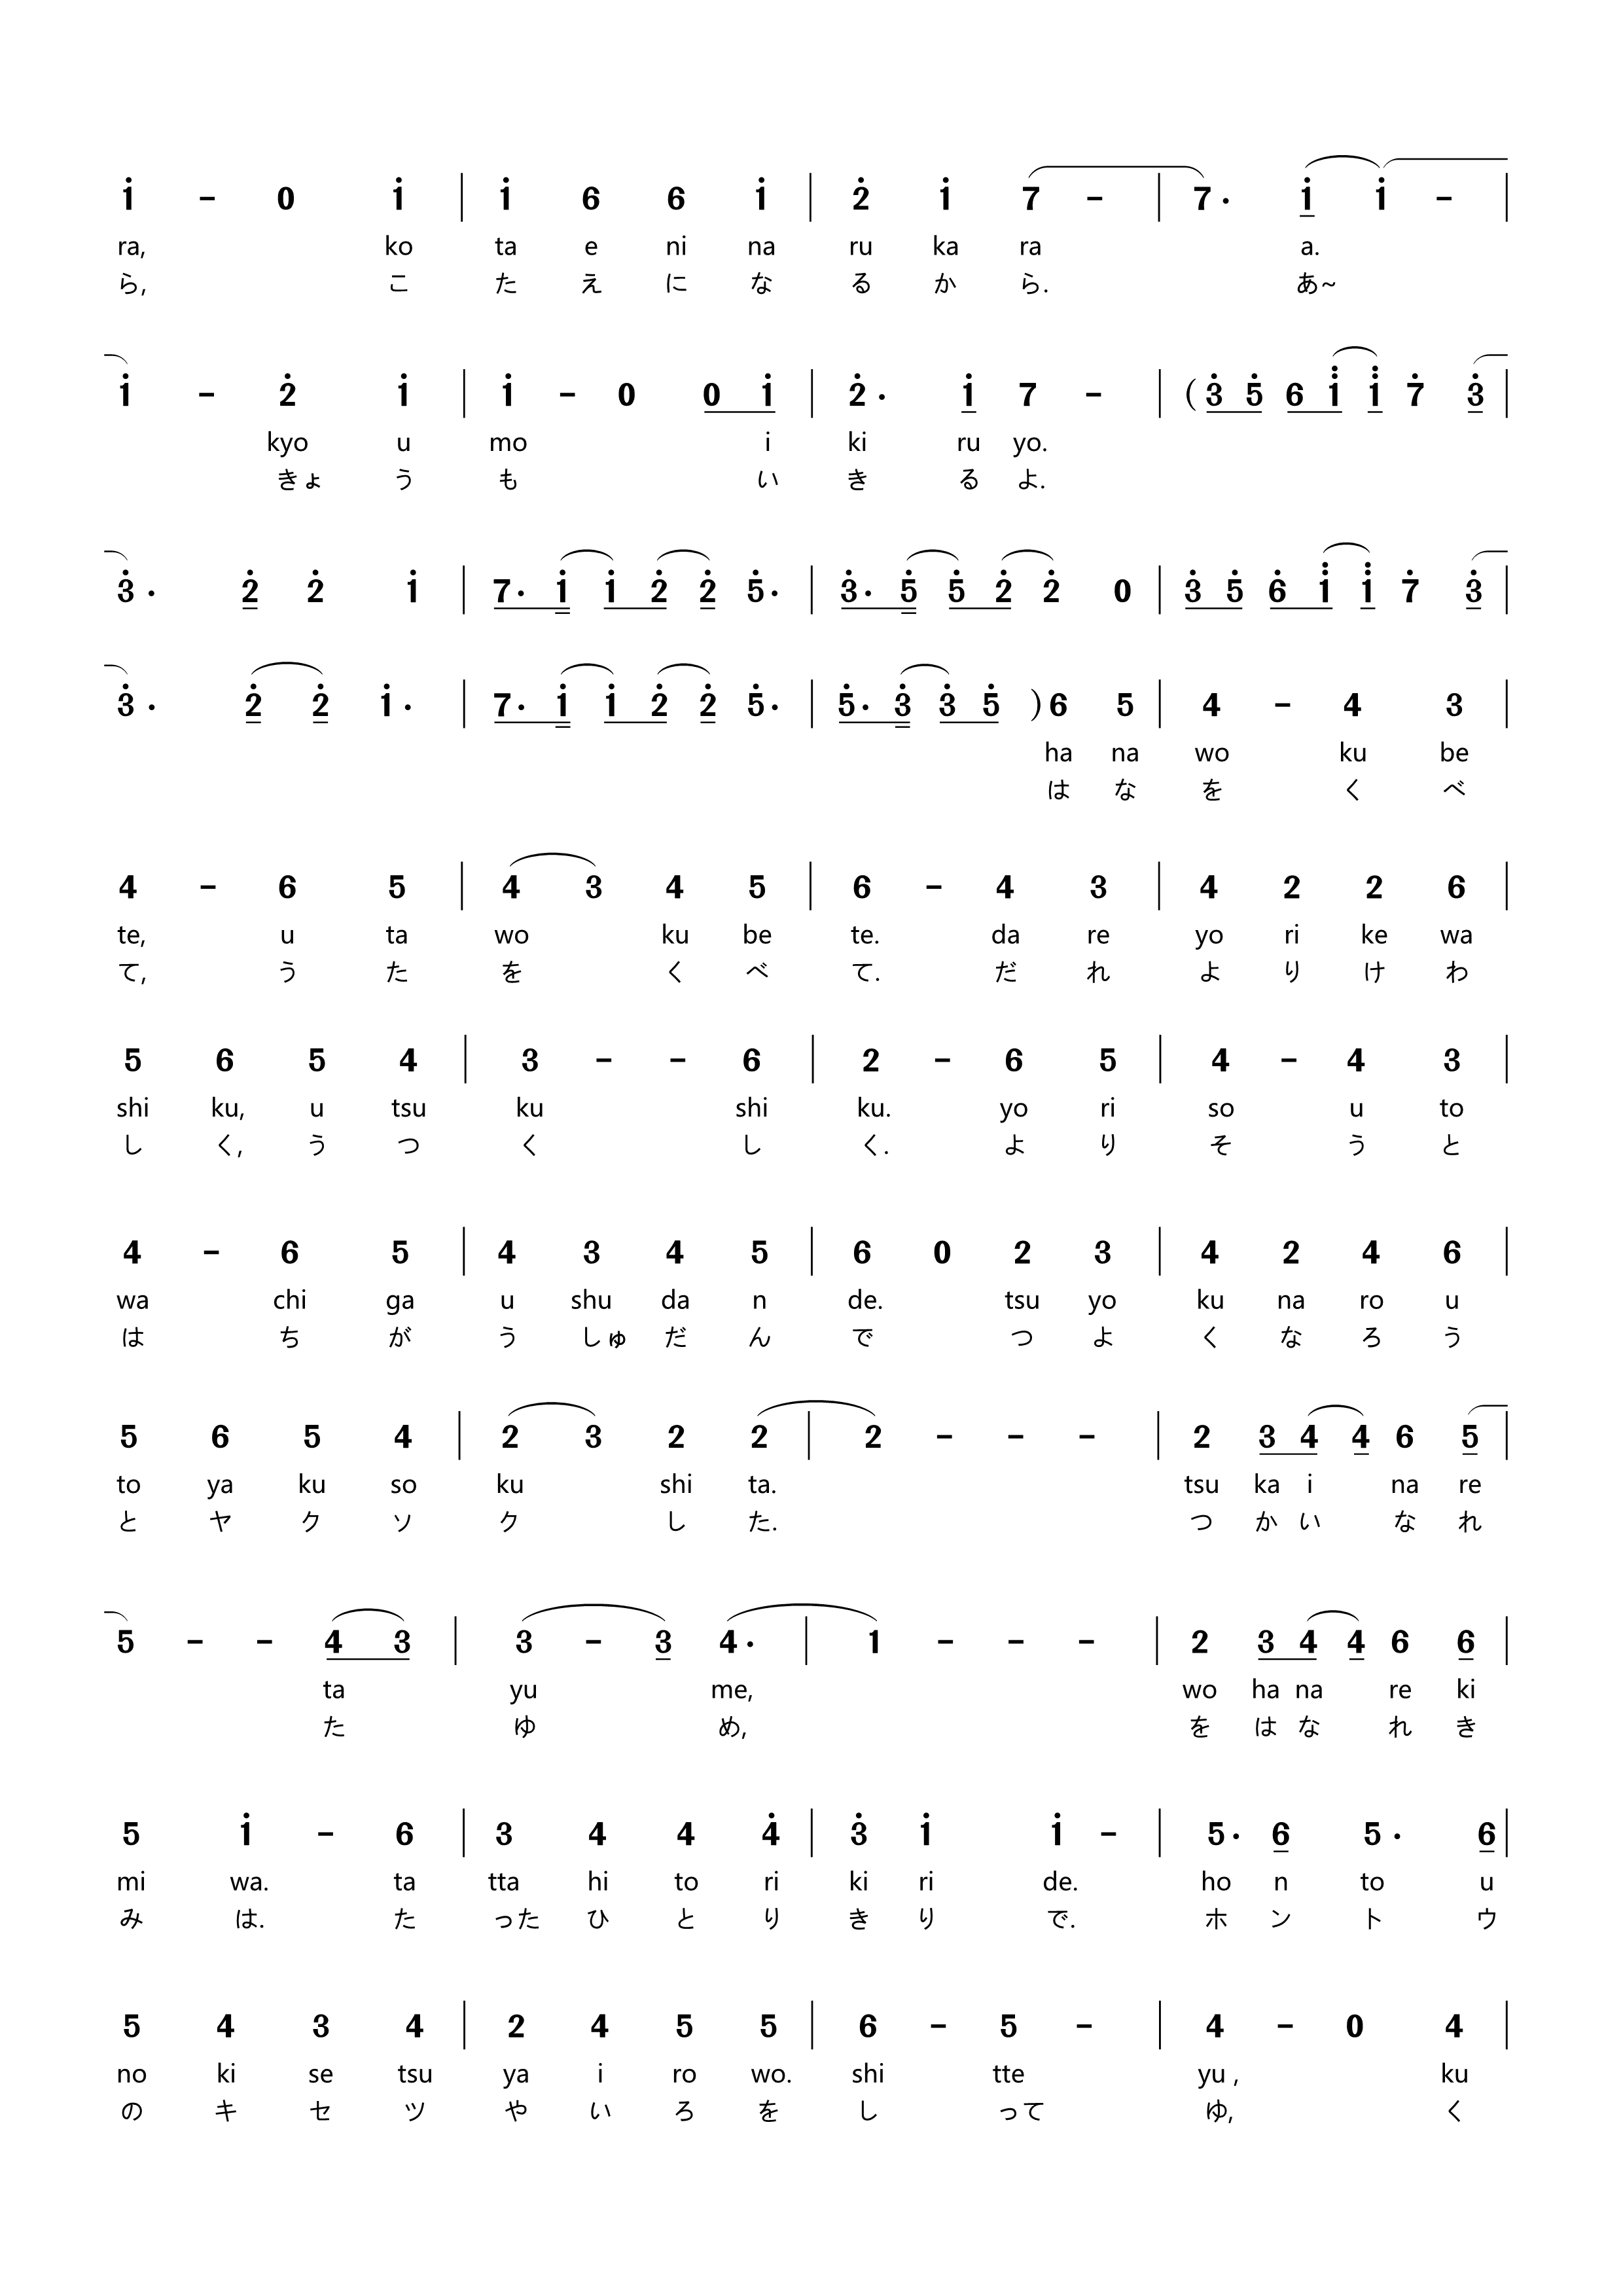 i - 0 i | i 6 6 i | 2̇ i 7 - | 7· i i - |
ra, ko ta e ni na ru ka ra a.
ら, こ た え に な る か ら. あ~
i - 2̇ i | i - 0 0 i | 2̇· i 7 - | ( 3̇ 5̇ 6 1̈ 1̈ 7̇ 3̇ |
kyo u mo i ki ru yo.
きょ う も い き る よ.
3̇· 2̇ 2̇ i | 7· i i 2̇ 2̇ 5̇· | 3̇· 5̇ 5̇ 2̇ 2̇ 0 | 3̇ 5̇ 6̇ 1̈ 1̈ 7̇ 3̇ |
3̇· 2̇ 2̇ i· | 7· i i 2̇ 2̇ 5̇· | 5̇· 3̇ 3̇ 5̇ ) 6 5 | 4 - 4 3 |
ha na wo ku be
は な を く べ
4 - 6 5 | 4 3 4 5 | 6 - 4 3 | 4 2 2 6 |
te, u ta wo ku be te. da re yo ri ke wa
て, う た を く べ て. だ れ よ り け わ
5 6 5 4 | 3 - - 6 | 2 - 6 5 | 4 - 4 3 |
shi ku, u tsu ku shi ku. yo ri so u to
し く, う つ く し く. よ り そ う と
4 - 6 5 | 4 3 4 5 | 6 0 2 3 | 4 2 4 6 |
wa chi ga u shu da n de. tsu yo ku na ro u
は ち が う しゅ だ ん で つ よ く な ろ う
5 6 5 4 | 2 3 2 2 | 2 - - - | 2 3 4 4 6 5 |
to ya ku so ku shi ta. tsu ka i na re
と ヤ ク ソ ク し た. つ か い な れ
5 - - 4 3 | 3 - 3 4· | 1 - - - | 2 3 4 4 6 6 |
ta yu me, wo ha na re ki
た ゆ め, を は な れ き
5 i - 6 | 3 4 4 4̇ | 3̇ i i - | 5· 6 5· 6 |
mi wa. ta tta hi to ri ki ri de. ho n to u
み は. た った ひ と り き り で. ホ ン ト ウ
5 4 3 4 | 2 4 5 5 | 6 - 5 - | 4 - 0 4 |
no ki se tsu ya i ro wo. shi tte yu , ku
の キ セ ツ や い ろ を し って ゆ, く